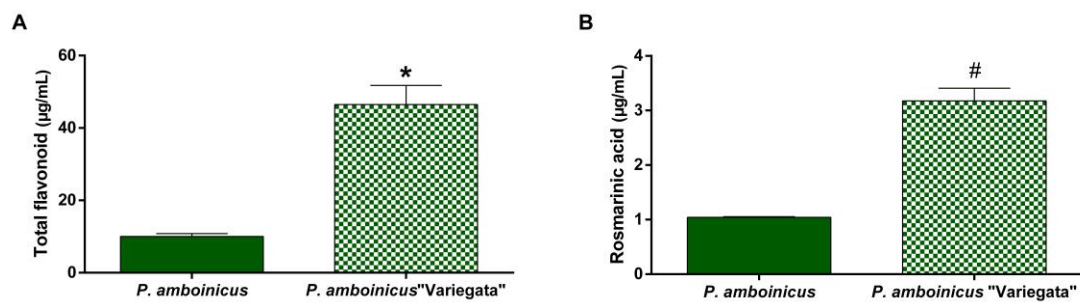 A
Total flavonoid (µg/mL)
60
40
20
0
*
P. amboinicus
P. amboinicus"Variegata"
B
Rosmarinic acid (µg/mL)
4
3
2
1
0
#
P. amboinicus
P. amboinicus "Variegata"